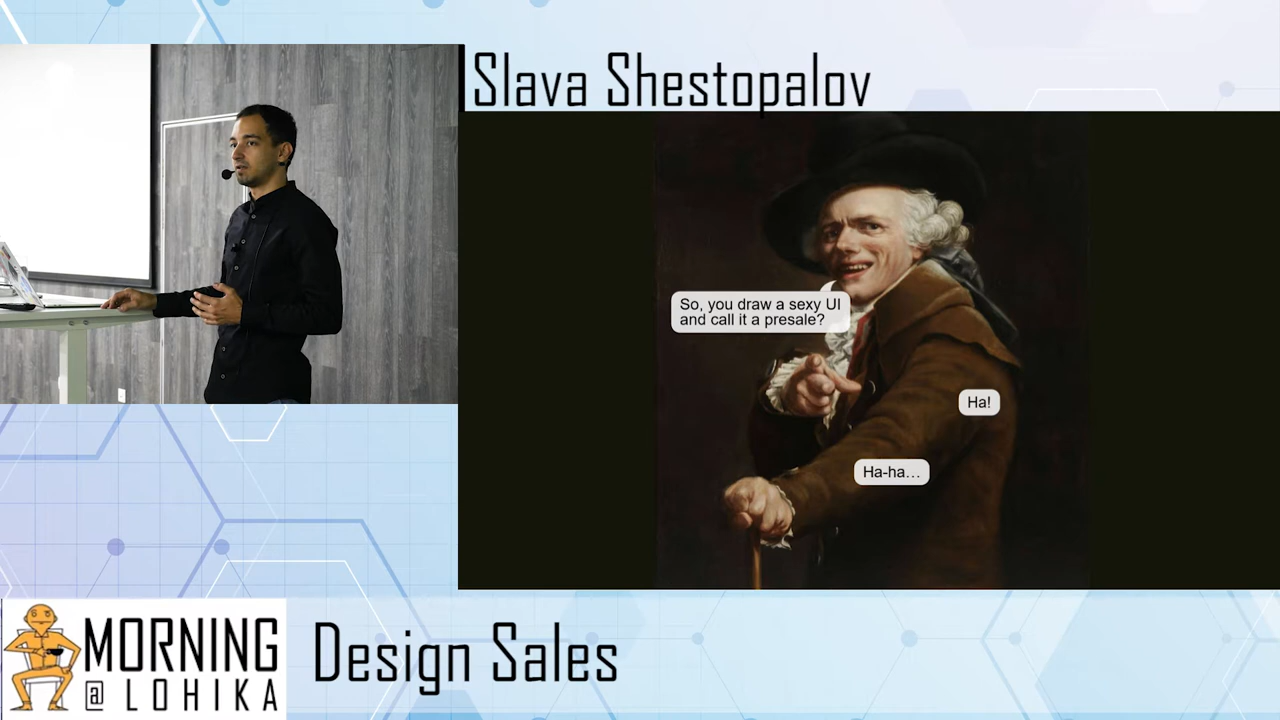 Slava Shestopalov
So, you draw a sexy UI
and call it a presale?
Ha!
Ha-ha...
MORNING
@ LOHIKA
Design Sales